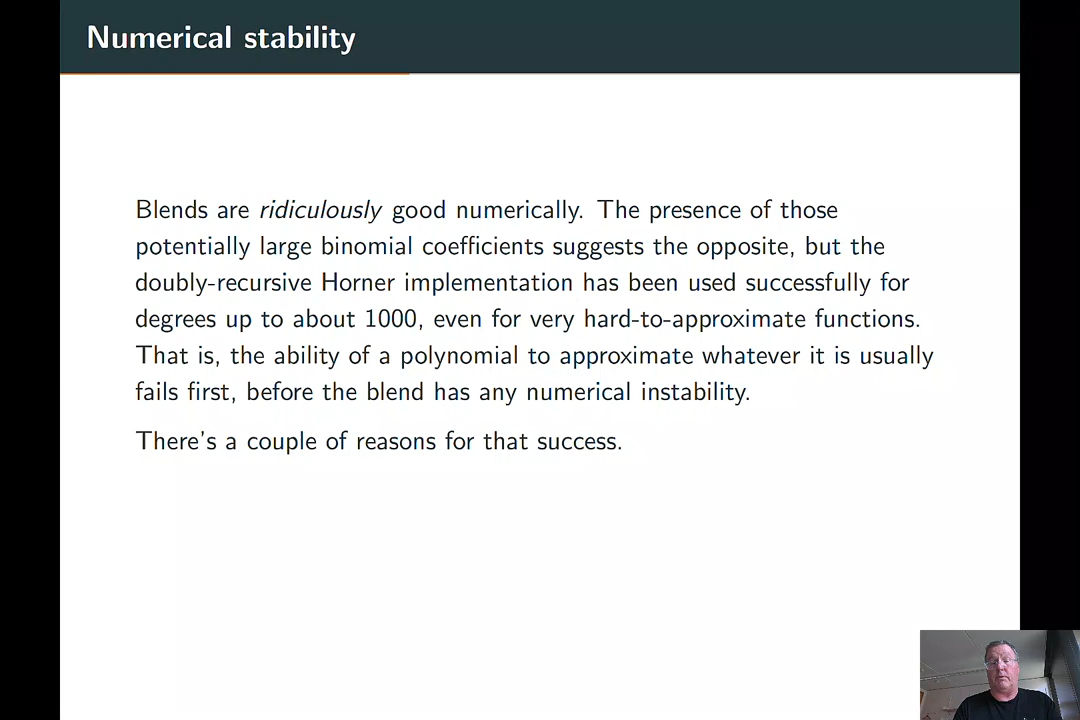 Numerical stability
Blends are ridiculously good numerically. The presence of those
potentially large binomial coefficients suggests the opposite, but the
doubly-recursive Horner implementation has been used successfully for
degrees up to about 1000, even for very hard-to-approximate functions.
That is, the ability of a polynomial to approximate whatever it is usually
fails first, before the blend has any numerical instability.
There's a couple of reasons for that success.